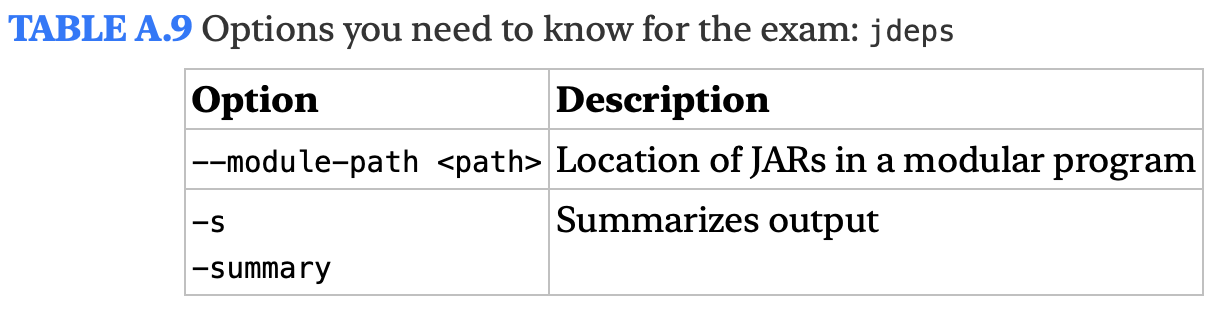 TABLE A.9 Options you need to know for the exam: jdeps
Option Description
--module-path <path> Location of JARs in a modular program
-s Summarizes output
-summary